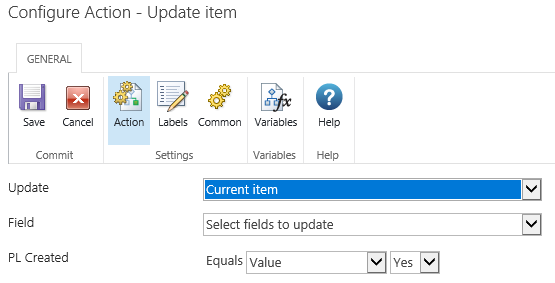 Configure Action - Update item
GENERAL
Save Cancel Action Labels Common Variables Help
Commit Settings Variables Help
Update Current item
Field Select fields to update
PL Created Equals Value Yes